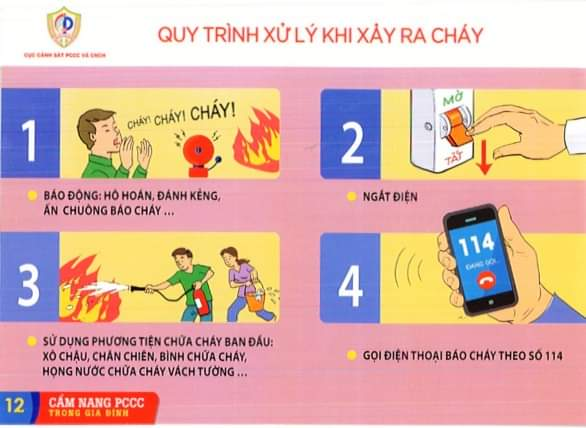 CỤC CẢNH SÁT PCCC VÀ CNCH
QUY TRÌNH XỬ LÝ KHI XẢY RA CHÁY
1
CHÁY! CHÁY! CHÁY!
BÁO ĐỘNG: HÔ HOÁN, ĐÁNH KẺNG,
ẤN CHUÔNG BÁO CHÁY ...
2
MỞ
TẮT
NGẮT ĐIỆN
3
SỬ DỤNG PHƯƠNG TIỆN CHỮA CHÁY BAN ĐẦU:
XÔ CHẬU, CHĂN CHIÊN, BÌNH CHỮA CHÁY,
HỌNG NƯỚC CHỮA CHÁY VÁCH TƯỜNG ...
4
114
ĐANG GỌI...
GỌI ĐIỆN THOẠI BÁO CHÁY THEO SỐ 114
12
CẨM NANG PCCC
TRONG GIA ĐÌNH